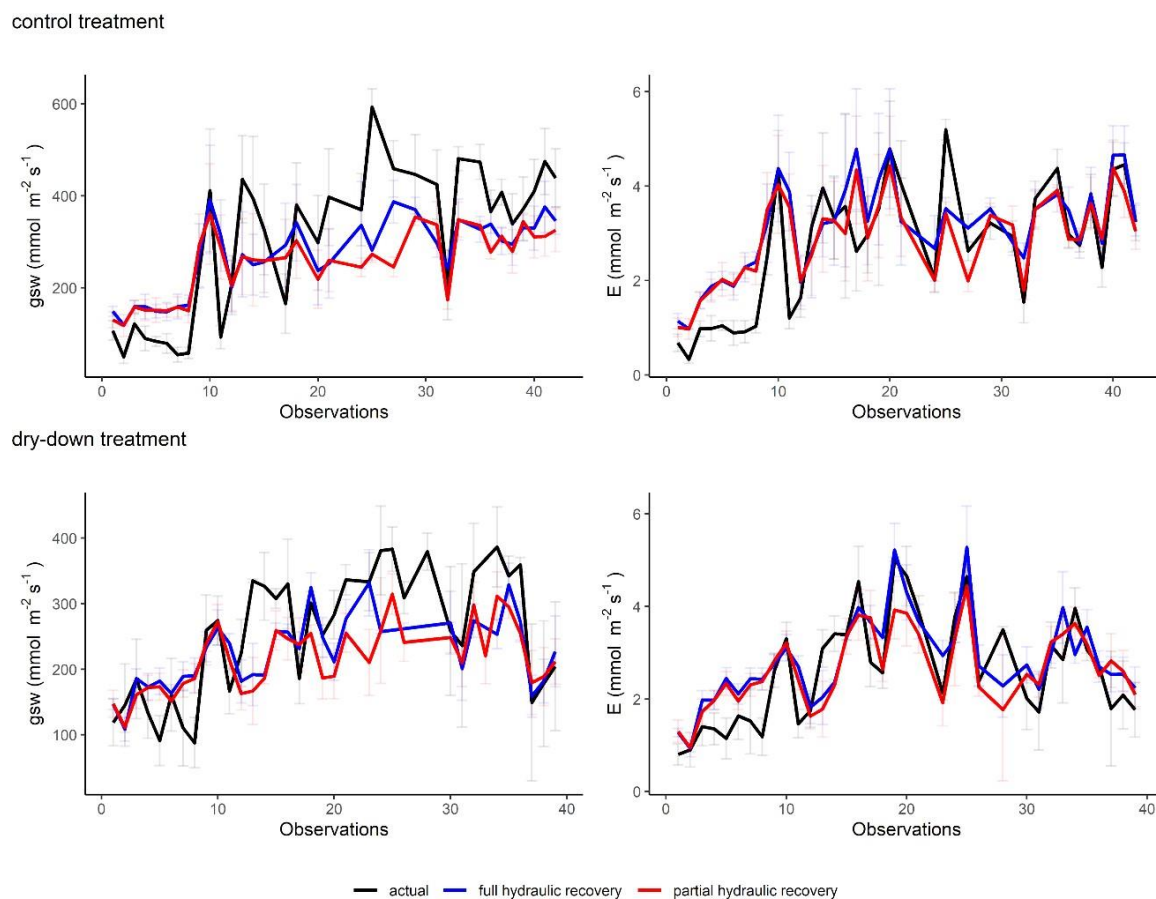 control treatment
gsw (mmol m⁻² s⁻¹)
600
400
200
0 10 20 30 40
Observations
E (mmol m⁻² s⁻¹)
6
4
2
0
0 10 20 30 40
Observations
dry-down treatment
gsw (mmol m⁻² s⁻¹)
400
300
200
100
0 10 20 30 40
Observations
E (mmol m⁻² s⁻¹)
6
4
2
0
0 10 20 30 40
Observations
actual full hydraulic recovery partial hydraulic recovery